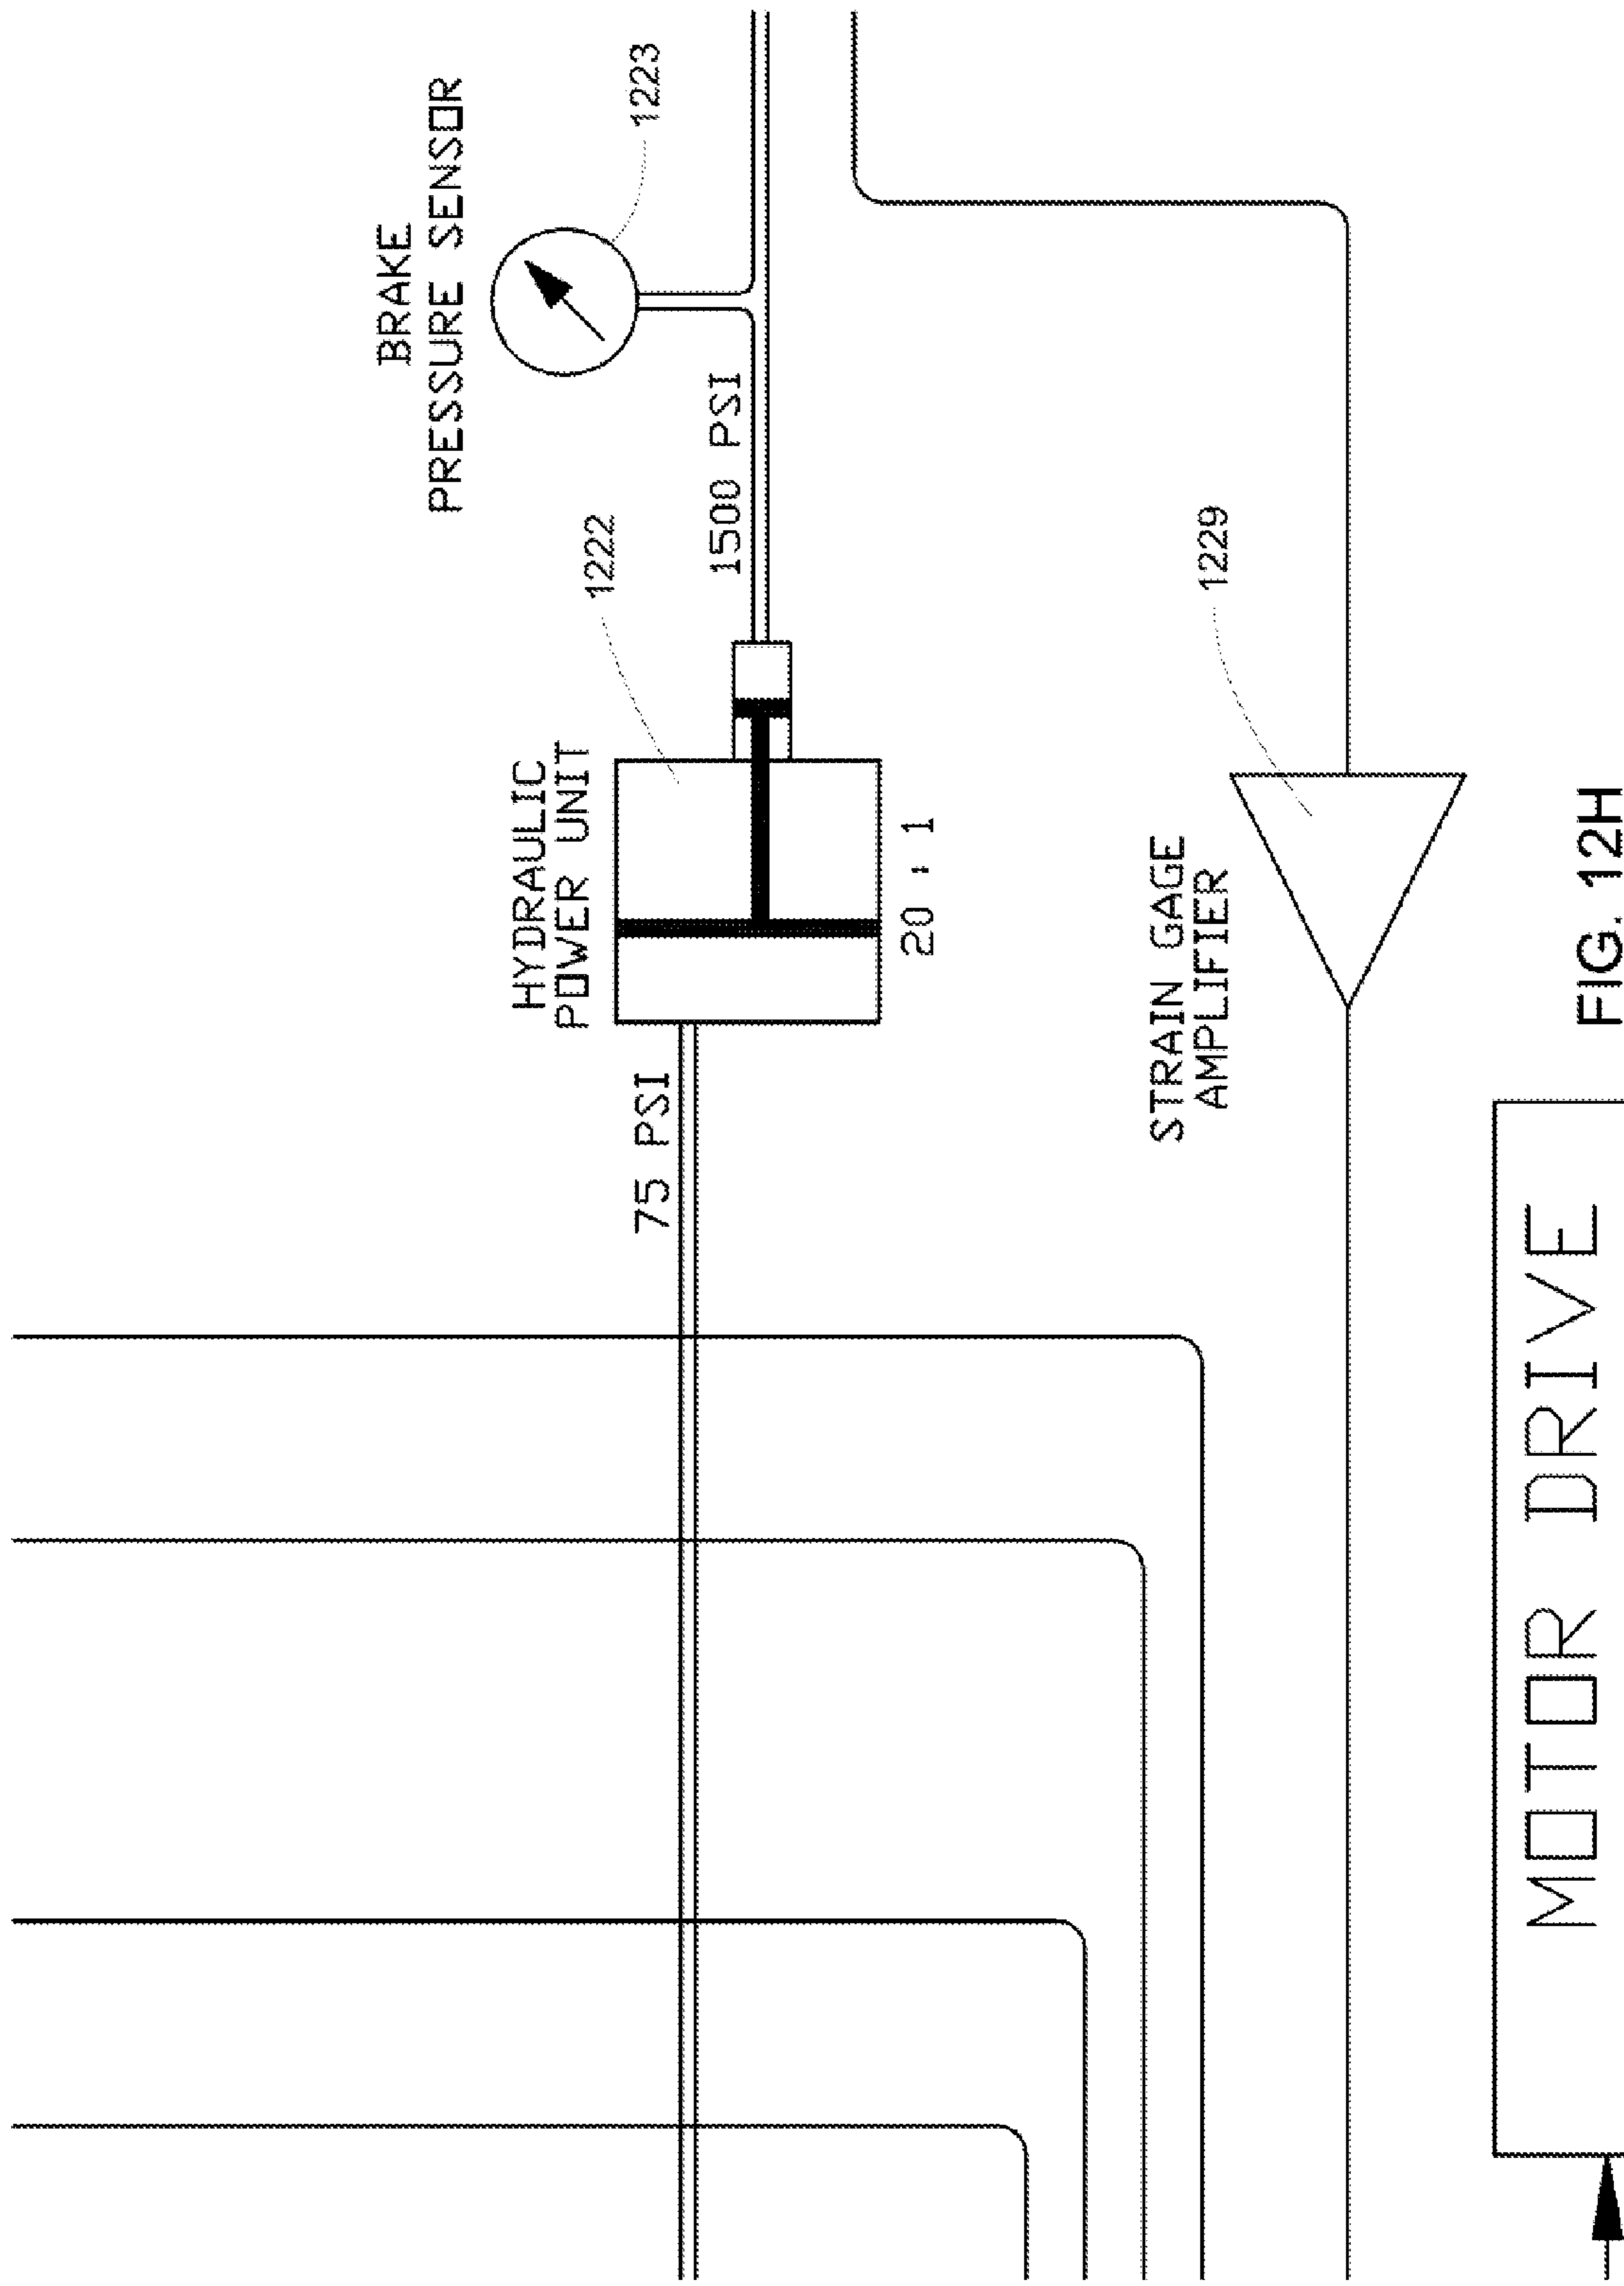 BRAKE
PRESSURE SENSOR
1223
HYDRAULIC
POWER UNIT
1222
75 PSI
1500 PSI
20 : 1
STRAIN GAGE
AMPLIFIER
1229
MOTOR DRIVE
FIG. 12H